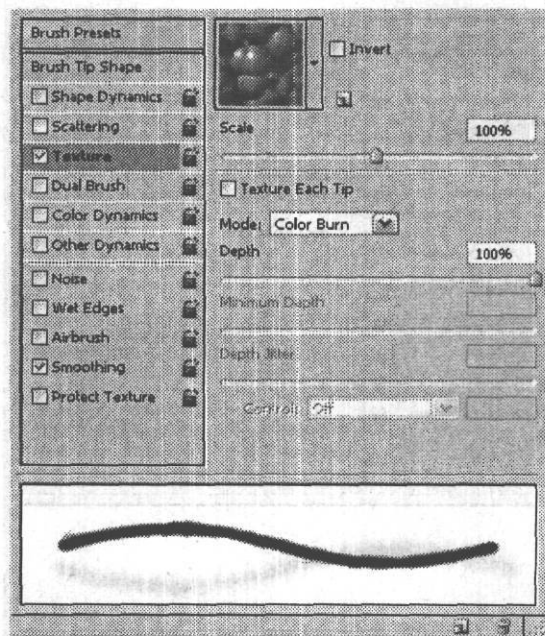 Brush Presets
Brush Tip Shape
Shape Dynamics
Scattering
Texture
Dual Brush
Color Dynamics
Other Dynamics
Noise
Wet Edges
Airbrush
Smoothing
Protect Texture
Invert
Scale 100%
Texture Each Tip
Mode: Color Burn
Depth 100%
Minimum Depth
Depth Jitter
Control: Off